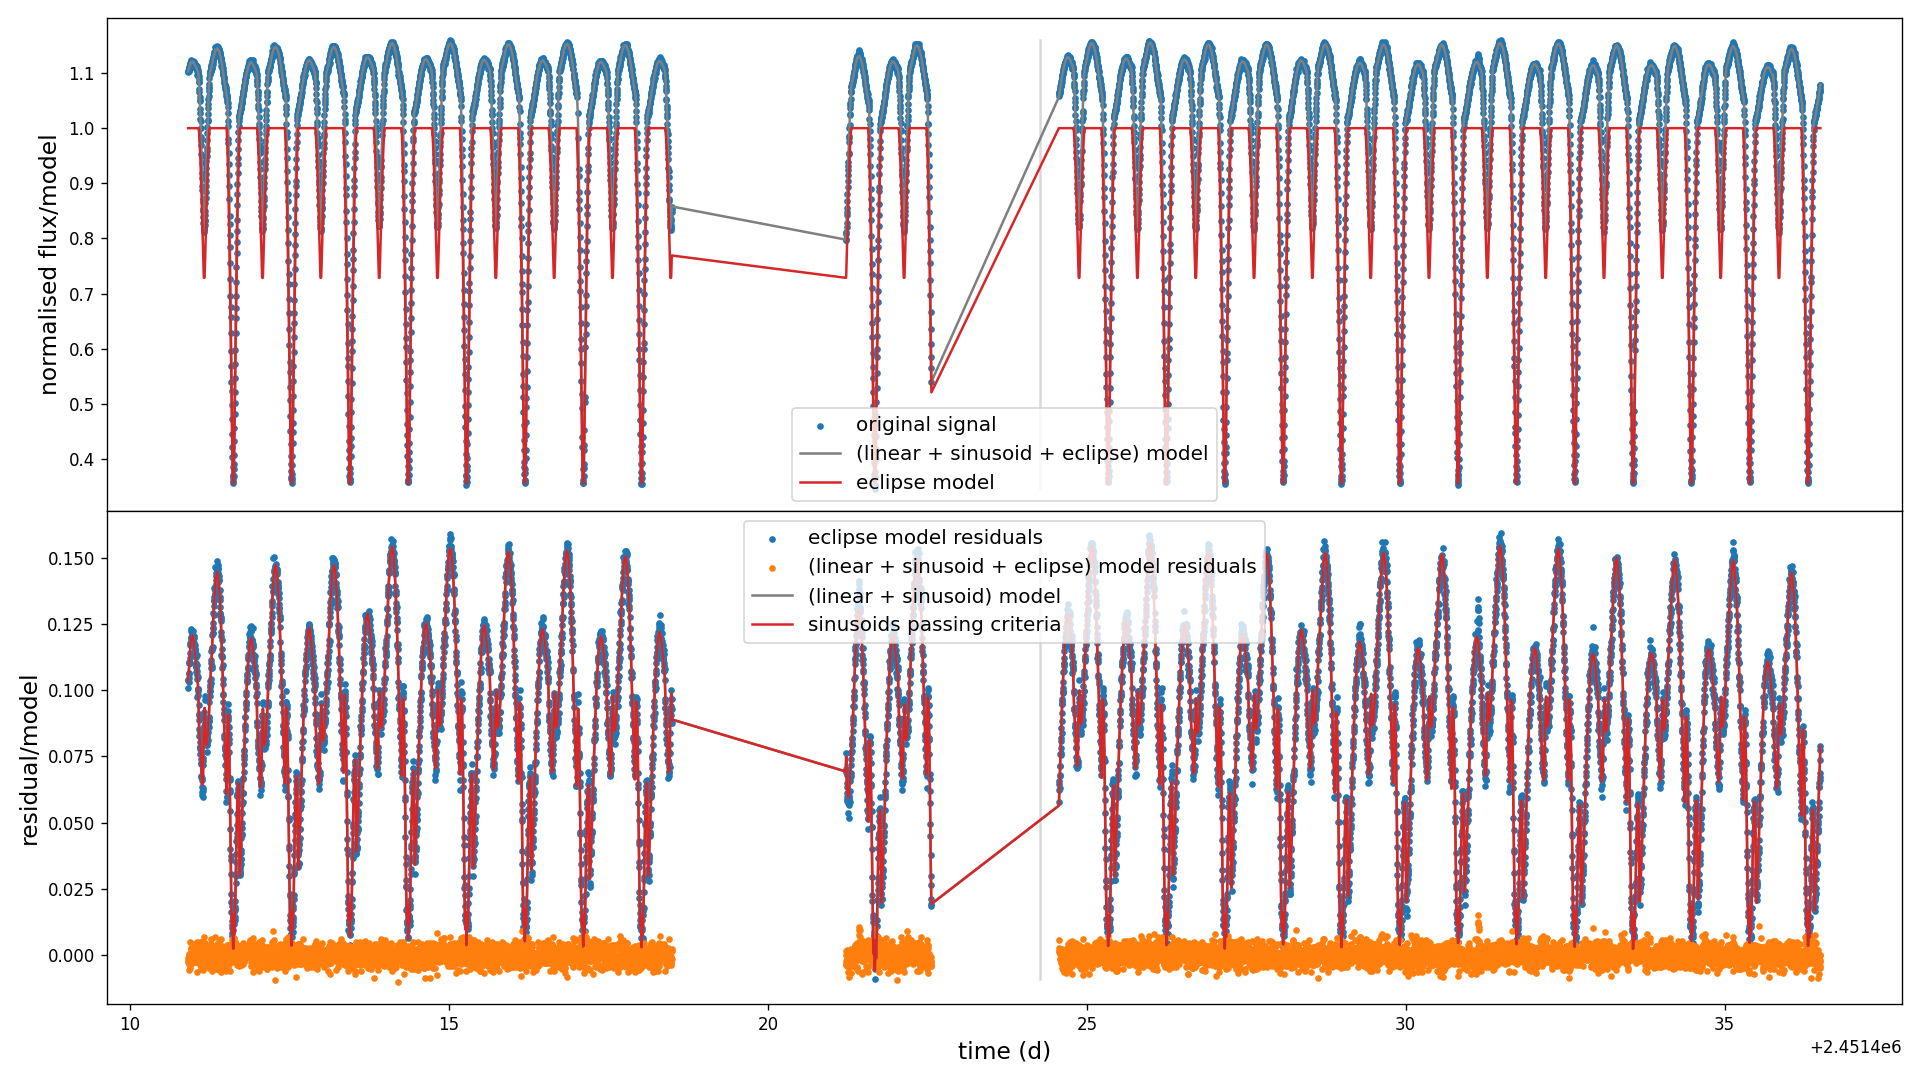 normalised flux/model
1.1
1.0
0.9
0.8
0.7
0.6
0.5
0.4
original signal
(linear + sinusoid + eclipse) model
eclipse model
residual/model
0.150
0.125
0.100
0.075
0.050
0.025
0.000
eclipse model residuals
(linear + sinusoid + eclipse) model residuals
(linear + sinusoid) model
sinusoids passing criteria
10 15 20 25 30 35
time (d)
+2.4514e6